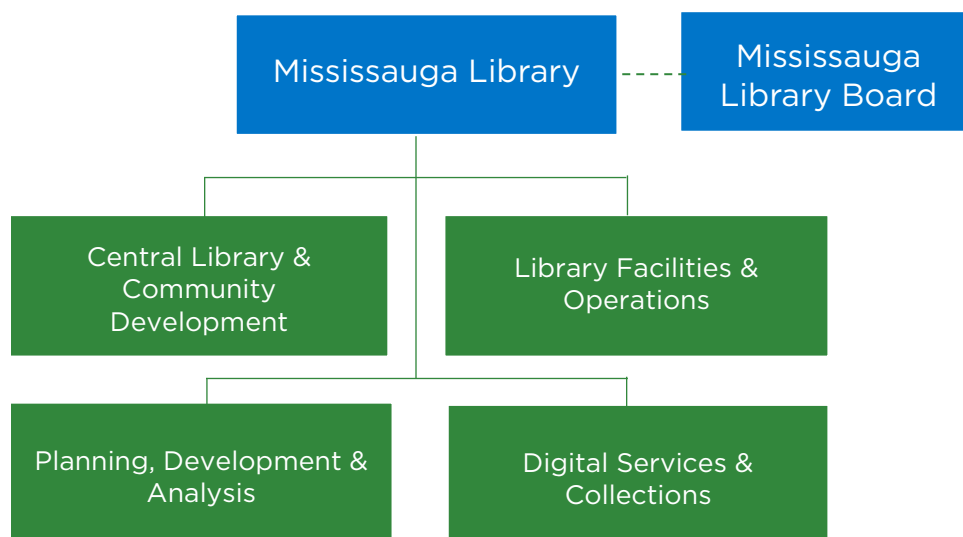 Mississauga Library
Mississauga
Library Board
Central Library &
Community
Development
Library Facilities &
Operations
Planning, Development &
Analysis
Digital Services &
Collections